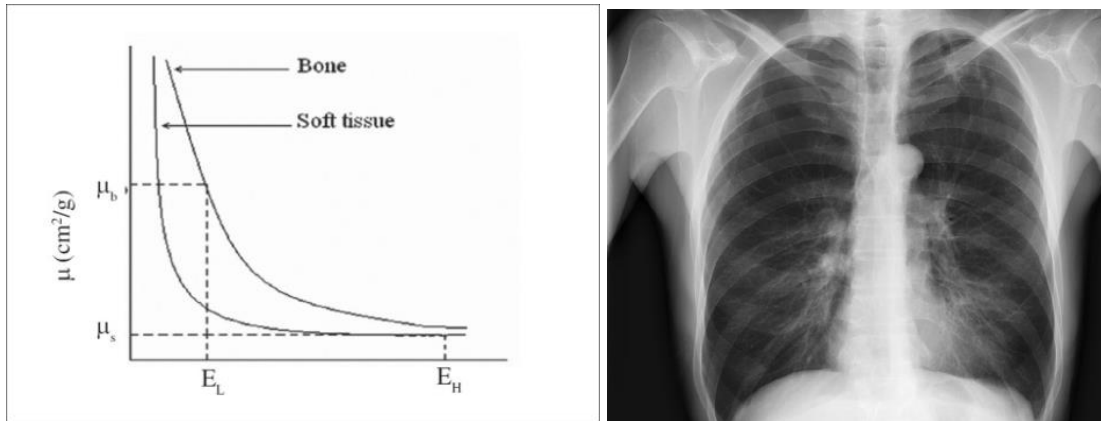 Bone
Soft tissue
μb
μ (cm²/g)
μs
EL
EH